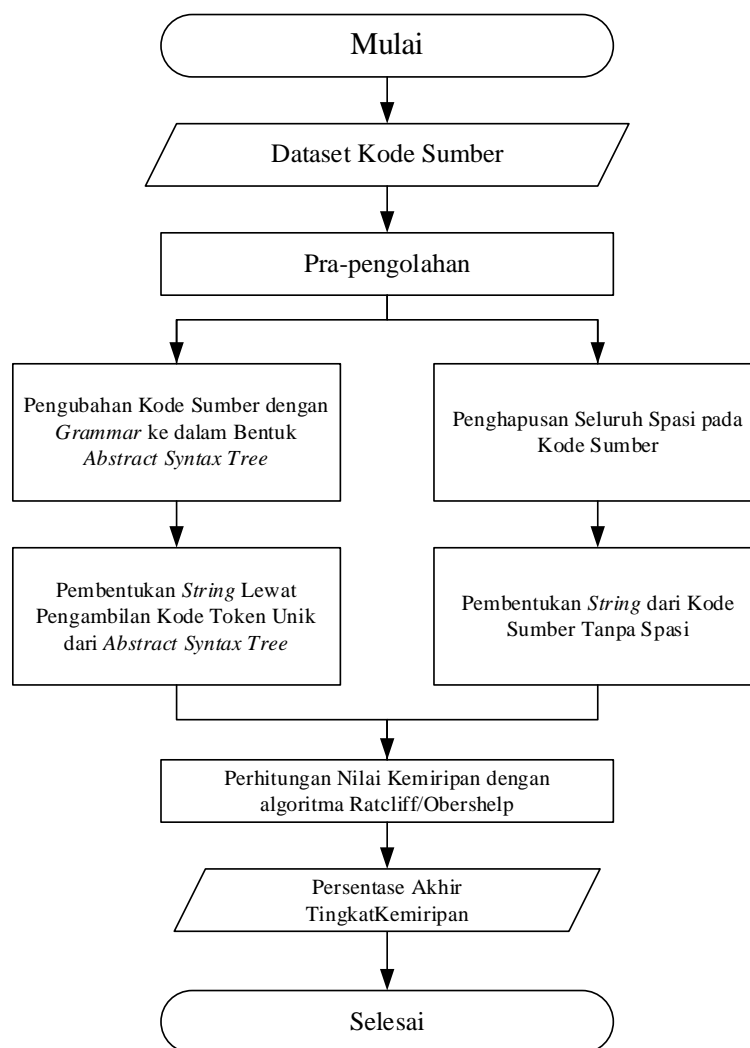 Mulai
Dataset Kode Sumber
Pra-pengolahan
Pengubahan Kode Sumber dengan
Grammar ke dalam Bentuk
Abstract Syntax Tree
Penghapusan Seluruh Spasi pada
Kode Sumber
Pembentukan String Lewat
Pengambilan Kode Token Unik
dari Abstract Syntax Tree
Pembentukan String dari Kode
Sumber Tanpa Spasi
Perhitungan Nilai Kemiripan dengan
algoritma Ratcliff/Obershelp
Persentase Akhir
TingkatKemiripan
Selesai